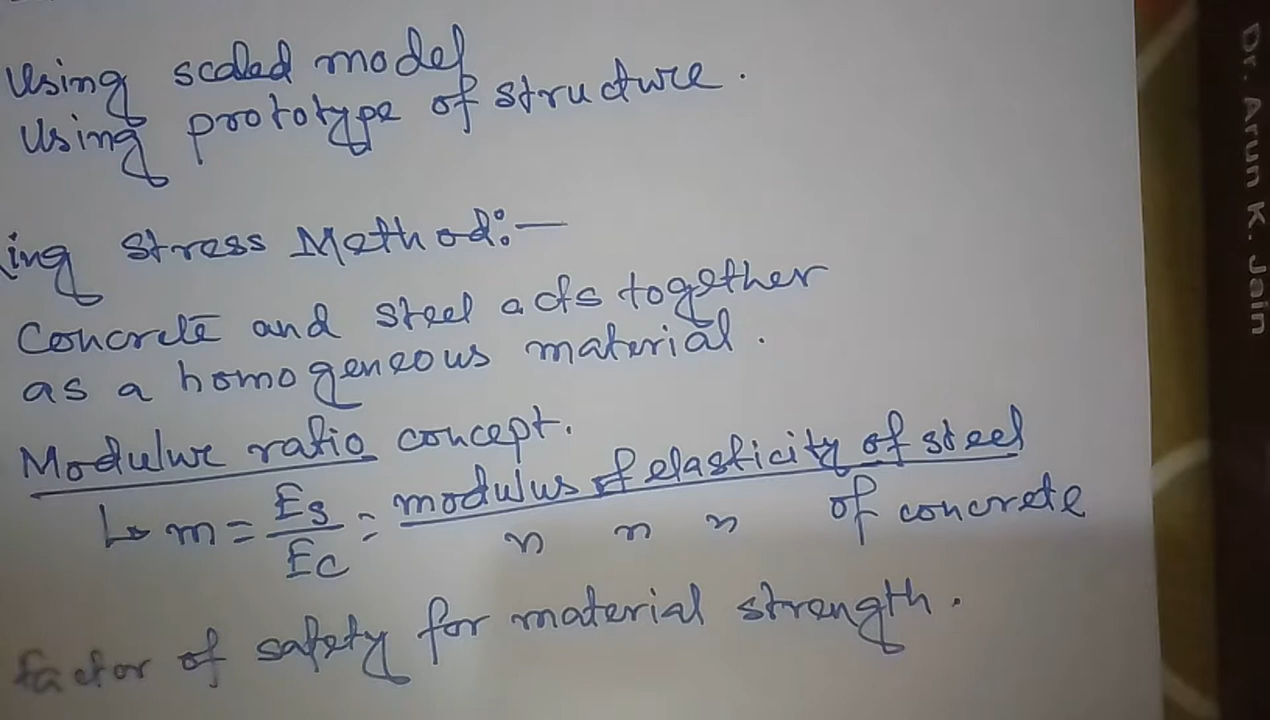 Using scaled model
Using prototype of structure.
ing stress Method:-
Concrete and steel acts together
as a homogeneous material.
Modulur ratio concept.
↳ m = Es/Ec = modulus of elasticity of steel
" " " of concrete
factor of safety for material strength.
Dr. Arun K. Jain